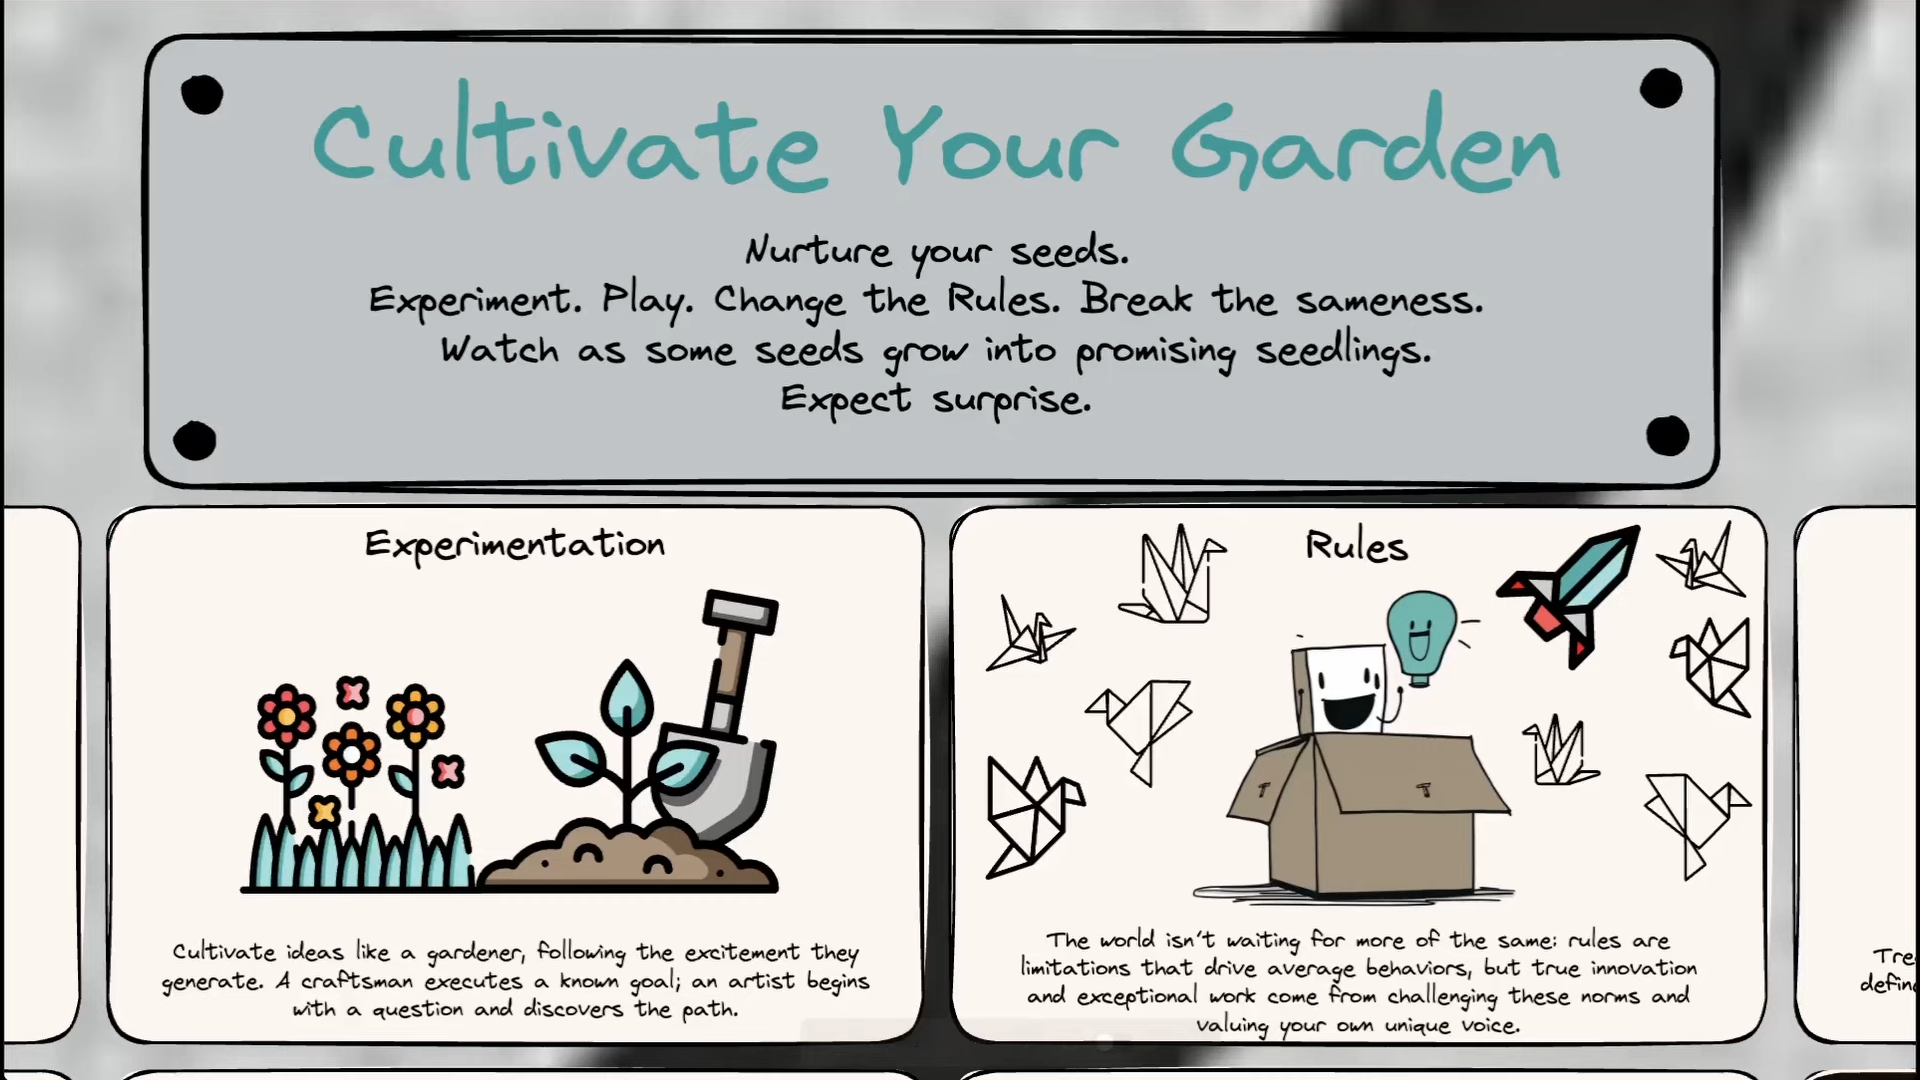 Cultivate Your Garden
Nurture your seeds.
Experiment. Play. Change the Rules. Break the sameness.
Watch as some seeds grow into promising seedlings.
Expect surprise.
Experimentation
Cultivate ideas like a gardener, following the excitement they
generate. A craftsman executes a known goal; an artist begins
with a question and discovers the path.
Rules
The world isn't waiting for more of the same: rules are
limitations that drive average behaviors, but true innovation
and exceptional work come from challenging these norms and
valuing your own unique voice.